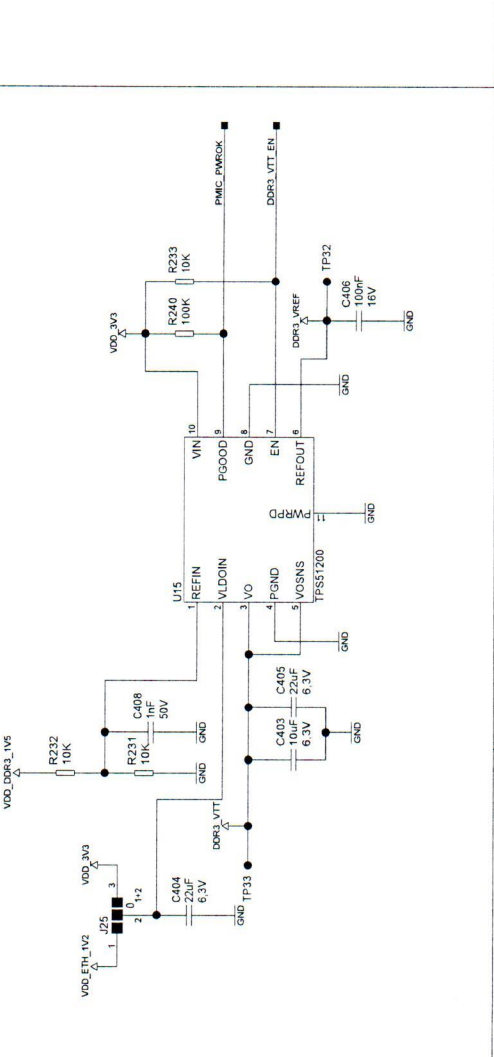 VDD_ETH_1V2
VDD_3V3
J25
1
2
3
0
1+2
C404
22uF
6,3V
GND
TP33
DDR3_VTT
VDD_DDR3_1V5
R232
10K
R231
10K
GND
C408
1nF
50V
GND
C403
10uF
6,3V
C405
22uF
6,3V
GND
GND
U15
1
REFIN
2
VLDOIN
3
VO
4
PGND
5
VOSNS
TPS51200
PWRPD
11
GND
VIN
10
PGOOD
9
GND
8
EN
7
REFOUT
6
VDD_3V3
R240
100K
R233
10K
GND
DDR3_VREF
TP32
C406
100nF
16V
GND
PMIC_PWROK
DDR3_VTT_EN